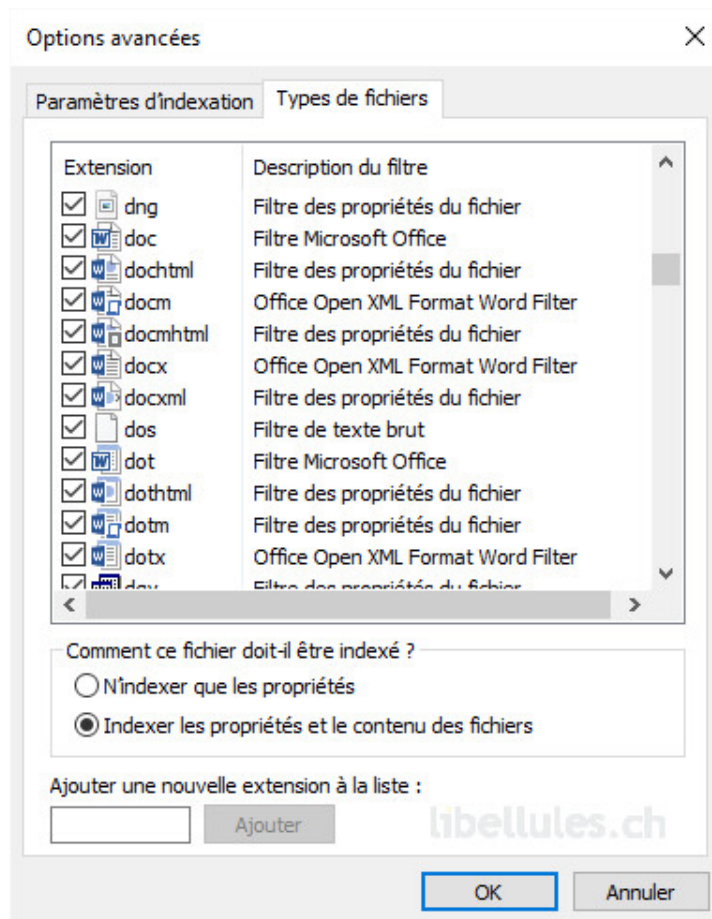 Options avancées
Paramètres d'indexation Types de fichiers
Extension Description du filtre
dng Filtre des propriétés du fichier
doc Filtre Microsoft Office
dochtml Filtre des propriétés du fichier
docm Office Open XML Format Word Filter
docmhtml Filtre des propriétés du fichier
docx Office Open XML Format Word Filter
docxml Filtre des propriétés du fichier
dos Filtre de texte brut
dot Filtre Microsoft Office
dothtml Filtre des propriétés du fichier
dotm Filtre des propriétés du fichier
dotx Office Open XML Format Word Filter
Filtre des propriétés du fichier
Comment ce fichier doit-il être indexé ?
N'indexer que les propriétés
Indexer les propriétés et le contenu des fichiers
Ajouter une nouvelle extension à la liste :
Ajouter
libellules.ch
OK Annuler